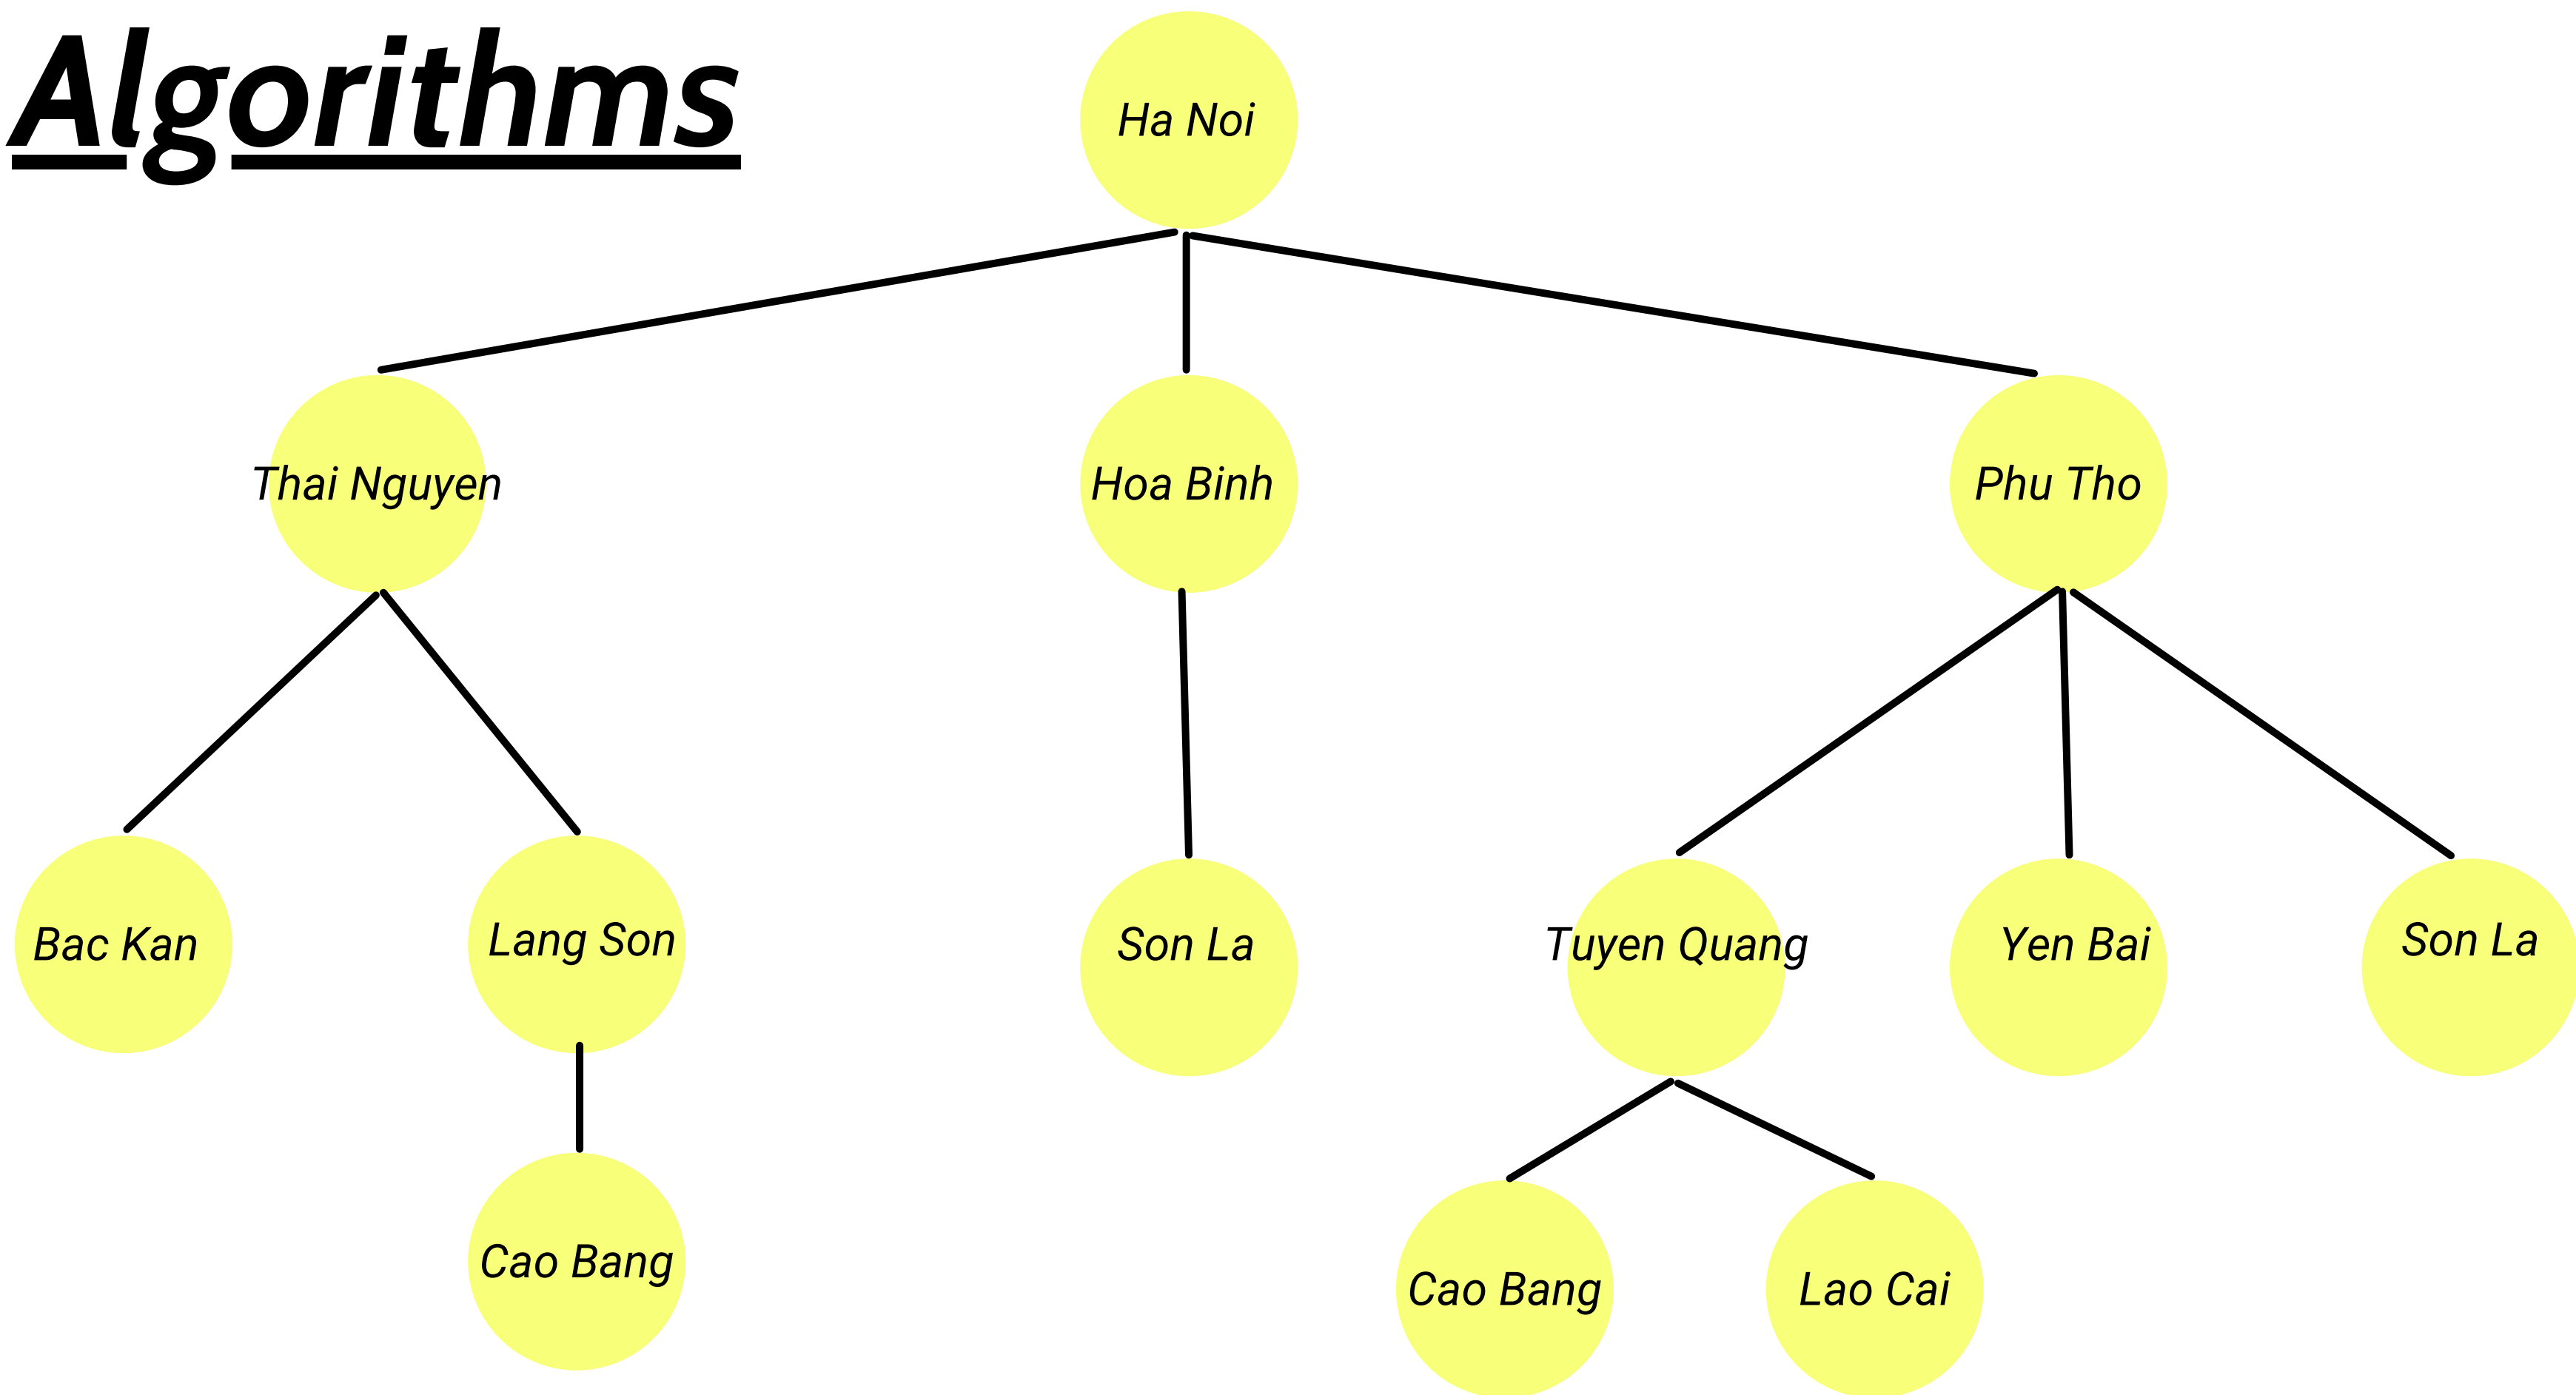 Algorithms
Ha Noi
Thai Nguyen
Hoa Binh
Phu Tho
Bac Kan
Lang Son
Son La
Tuyen Quang
Yen Bai
Son La
Cao Bang
Cao Bang
Lao Cai